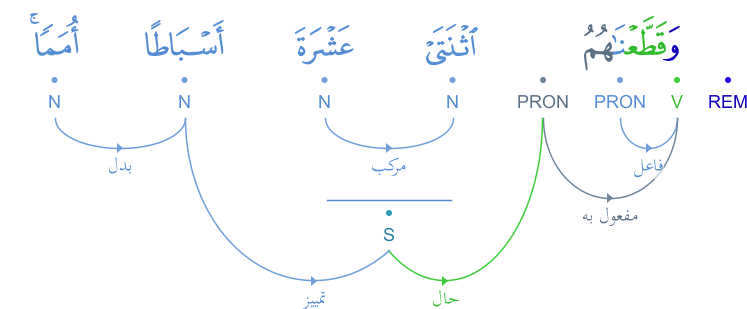 وَقَطَّعْنَٰهُمُ ٱثْنَتَىْ عَشْرَةَ أَسْبَاطًا أُمَمًا ۚ
REM V PRON PRON N N N N
فاعل مركب بدل
مفعول به
S
حال تمييز